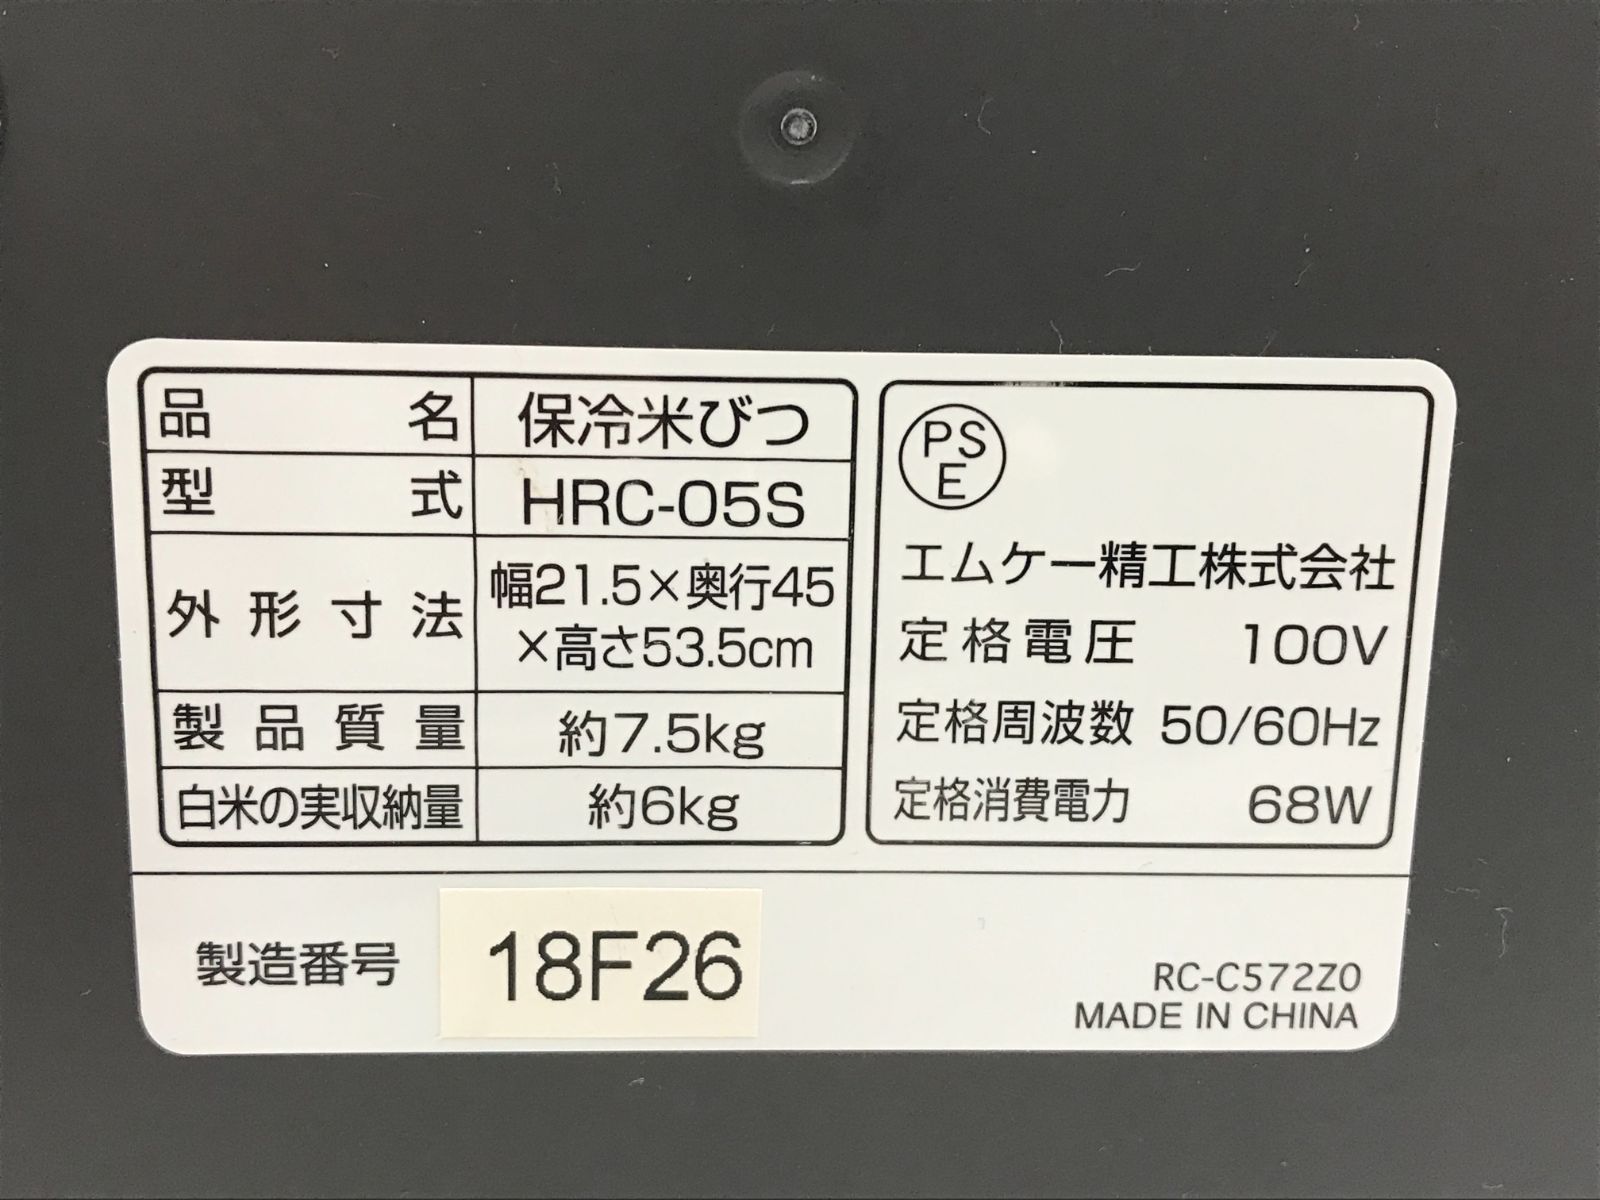 品名 保冷米びつ
型式 HRC-05S
外形寸法 幅21.5×奥行45
×高さ53.5cm
製品質量 約7.5kg
白米の実収納量 約6kg
PS
E
エムケー精工株式会社
定格電圧 100V
定格周波数 50/60Hz
定格消費電力 68W
製造番号 18F26
RC-C572Z0
MADE IN CHINA